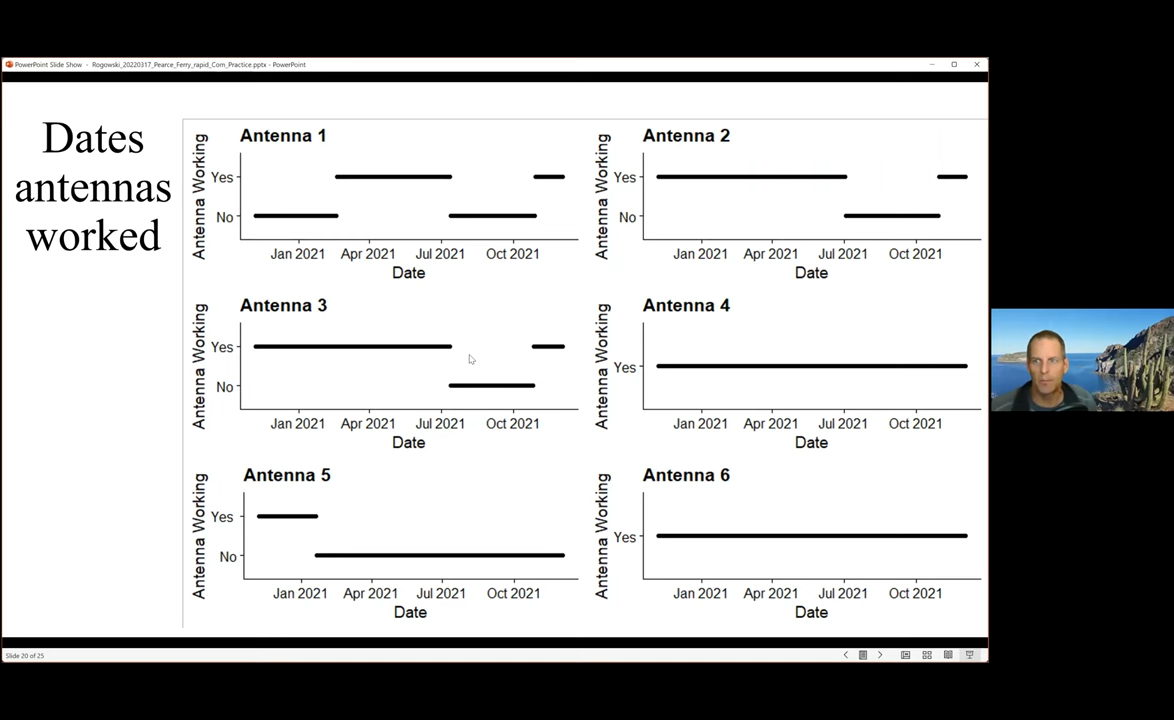 PowerPoint Slide Show - Rogowski_20220317_Pearce_Ferry_rapid_Com_Practice.pptx - PowerPoint
Dates
antennas
worked
Antenna 1
Antenna Working
Yes
No
Jan 2021 Apr 2021 Jul 2021 Oct 2021
Date
Antenna 2
Antenna Working
Yes
No
Jan 2021 Apr 2021 Jul 2021 Oct 2021
Date
Antenna 3
Antenna Working
Yes
No
Jan 2021 Apr 2021 Jul 2021 Oct 2021
Date
Antenna 4
Antenna Working
Yes
Jan 2021 Apr 2021 Jul 2021 Oct 2021
Date
Antenna 5
Antenna Working
Yes
No
Jan 2021 Apr 2021 Jul 2021 Oct 2021
Date
Antenna 6
Antenna Working
Yes
Jan 2021 Apr 2021 Jul 2021 Oct 2021
Date
Slide 20 of 25